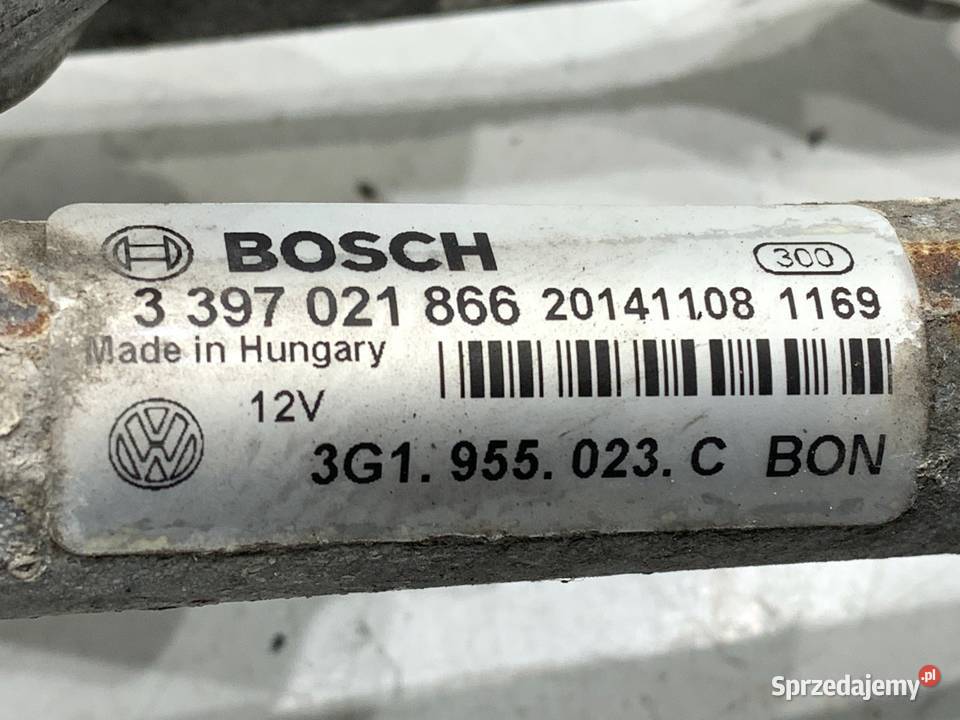 BOSCH 300
3 397 021 866 20141108 1169
Made in Hungary
12V
3G1. 955. 023. C BON
Sprzedajemy.pl